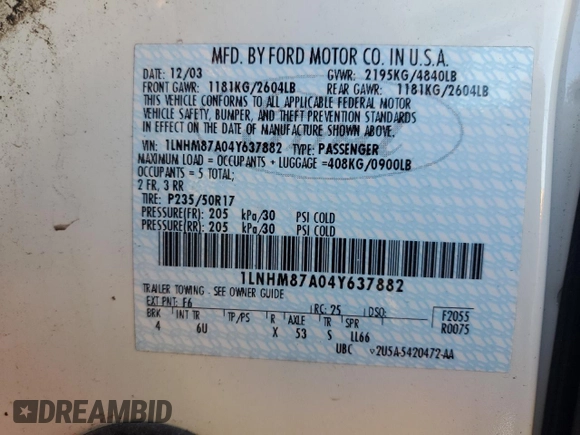 MFD. BY FORD MOTOR CO. IN U.S.A.
DATE: 12/03 GVWR: 2195KG/4840LB
FRONT GAWR: 1181KG/2604LB REAR GAWR: 1181KG/2604LB
THIS VEHICLE CONFORMS TO ALL APPLICABLE FEDERAL MOTOR
VEHICLE SAFETY, BUMPER, AND THEFT PREVENTION STANDARDS
IN EFFECT ON THE DATE OF MANUFACTURE SHOWN ABOVE.
VIN: 1LNHM87A04Y637882 TYPE: PASSENGER
MAXIMUM LOAD = OCCUPANTS + LUGGAGE =408KG/0900LB
OCCUPANTS = 5 TOTAL;
2 FR, 3 RR
TIRE: P235/50R17
PRESSURE(FR): 205 kPa/30 PSI COLD
PRESSURE(RR): 205 kPa/30 PSI COLD
1LNHM87A04Y637882
TRAILER TOWING - SEE OWNER GUIDE
EXT PNT: F6 RC: 25 DSO: F2055
BRK INT TR TP/PS R AXLE TR SPR R0075
4 6U X 53 S LL66
UBC ▿2U5A-5420472-AA
DREAMBID